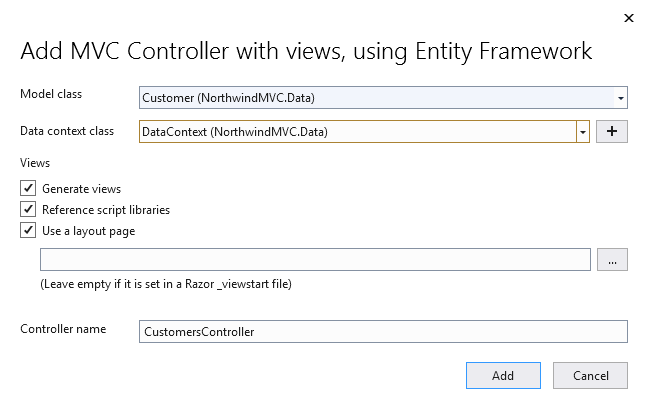 Add MVC Controller with views, using Entity Framework
Model class
Customer (NorthwindMVC.Data)
Data context class
DataContext (NorthwindMVC.Data)
Views
Generate views
Reference script libraries
Use a layout page
...
(Leave empty if it is set in a Razor _viewstart file)
Controller name
CustomersController
Add
Cancel